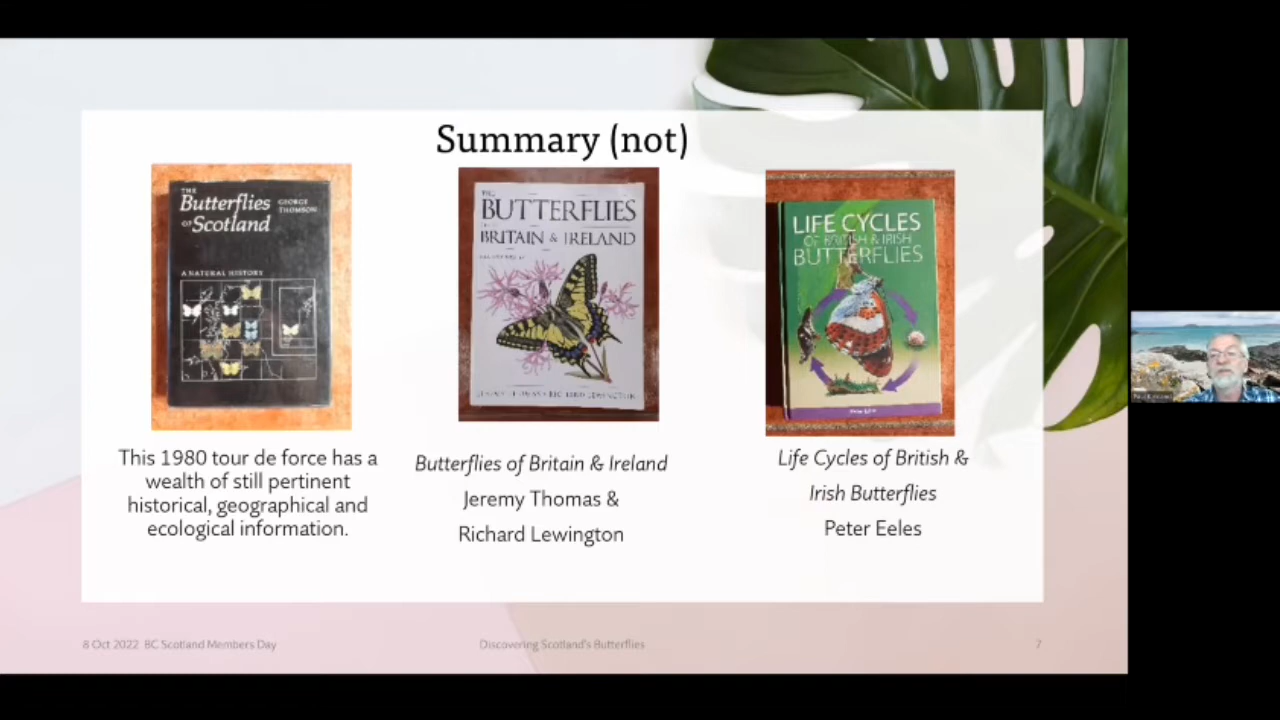 Summary (not)
THE
Butterflies
OF Scotland
GEORGE
THOMSON
A NATURAL HISTORY
THE
BUTTERFLIES
BRITAIN & IRELAND
LIFE CYCLES
OF BRITISH & IRISH
BUTTERFLIES
This 1980 tour de force has a
wealth of still pertinent
historical, geographical and
ecological information.
Butterflies of Britain & Ireland
Jeremy Thomas &
Richard Lewington
Life Cycles of British &
Irish Butterflies
Peter Eeles
8 Oct 2022 BC Scotland Members Day
Discovering Scotland's Butterflies
7